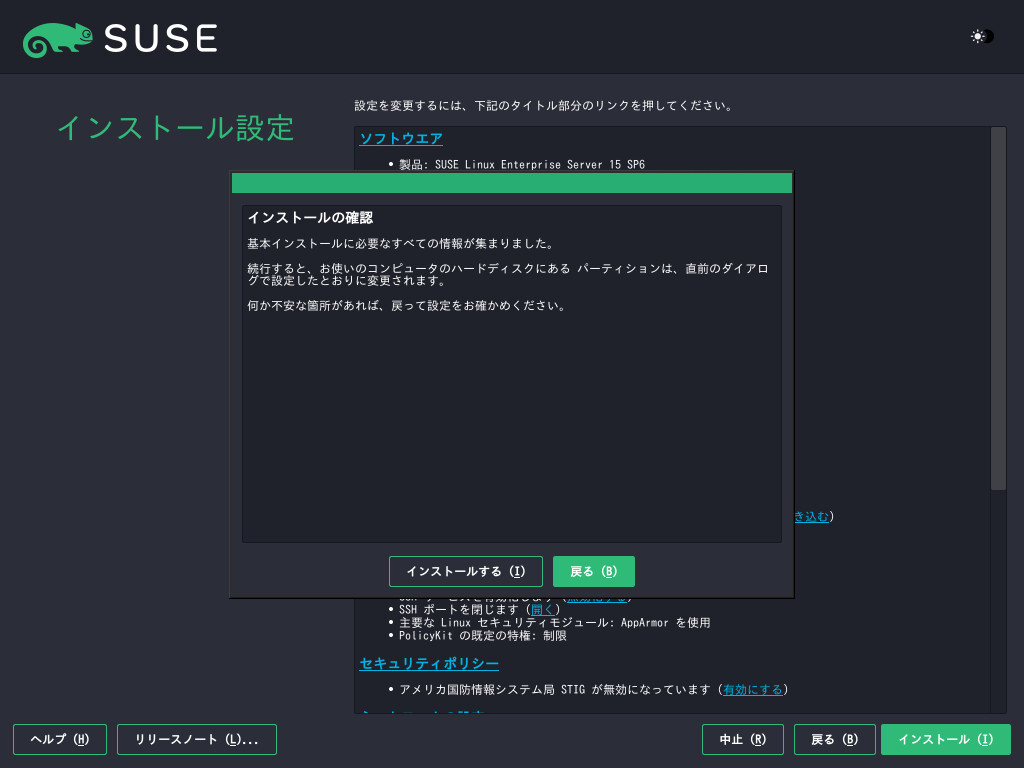 SUSE
インストール設定
設定を変更するには、下記のタイトル部分のリンクを押してください。
ソフトウエア
• 製品: SUSE Linux Enterprise Server 15 SP6
インストールの確認
基本インストールに必要なすべての情報が集まりました。
続行すると、お使いのコンピュータのハードディスクにある パーティションは、直前のダイアロ
グで設定したとおりに変更されます。
何か不安な箇所があれば、戻って設定をお確かめください。
き込む)
インストールする (I)
戻る (B)
• SSH ポートを閉じます (開く)
• 主要な Linux セキュリティモジュール: AppArmor を使用
• PolicyKit の既定の特権: 制限
セキュリティポリシー
• アメリカ国防情報システム局 STIG が無効になっています (有効にする)
ヘルプ (H)
リリースノート (L)...
中止 (R)
戻る (B)
インストール (I)